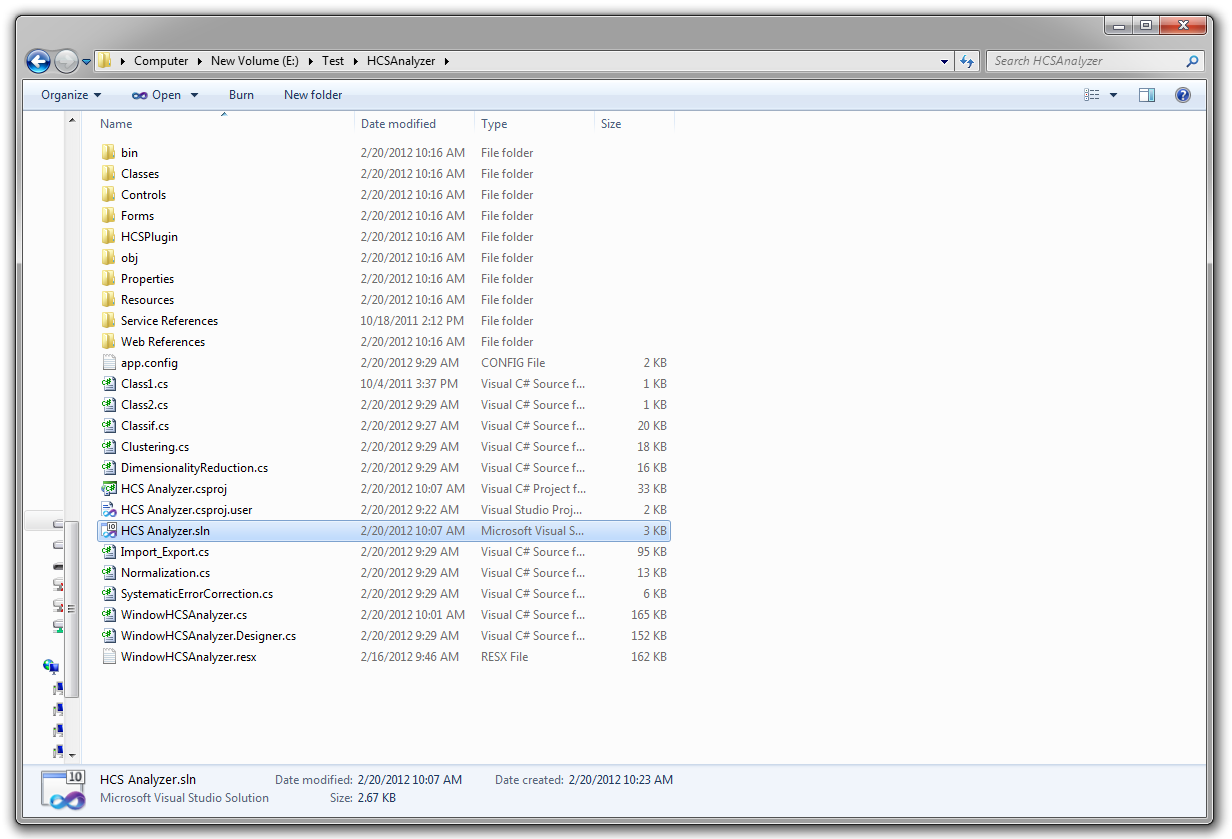 Computer New Volume (E:) Test HCSAnalyzer Search HCSAnalyzer
Organize Open Burn New folder
Name Date modified Type Size
bin 2/20/2012 10:16 AM File folder
Classes 2/20/2012 10:16 AM File folder
Controls 2/20/2012 10:16 AM File folder
Forms 2/20/2012 10:16 AM File folder
HCSPlugin 2/20/2012 10:16 AM File folder
obj 2/20/2012 10:16 AM File folder
Properties 2/20/2012 10:16 AM File folder
Resources 2/20/2012 10:16 AM File folder
Service References 10/18/2011 2:12 PM File folder
Web References 2/20/2012 10:16 AM File folder
app.config 2/20/2012 9:29 AM CONFIG File 2 KB
Class1.cs 10/4/2011 3:37 PM Visual C# Source f... 1 KB
Class2.cs 2/20/2012 9:29 AM Visual C# Source f... 1 KB
Classif.cs 2/20/2012 9:27 AM Visual C# Source f... 20 KB
Clustering.cs 2/20/2012 9:29 AM Visual C# Source f... 18 KB
DimensionalityReduction.cs 2/20/2012 9:29 AM Visual C# Source f... 16 KB
HCS Analyzer.csproj 2/20/2012 10:07 AM Visual C# Project f... 33 KB
HCS Analyzer.csproj.user 2/20/2012 9:22 AM Visual Studio Proj... 2 KB
HCS Analyzer.sln 2/20/2012 10:07 AM Microsoft Visual S... 3 KB
Import_Export.cs 2/20/2012 9:29 AM Visual C# Source f... 95 KB
Normalization.cs 2/20/2012 9:29 AM Visual C# Source f... 13 KB
SystematicErrorCorrection.cs 2/20/2012 9:29 AM Visual C# Source f... 6 KB
WindowHCSAnalyzer.cs 2/20/2012 10:01 AM Visual C# Source f... 165 KB
WindowHCSAnalyzer.Designer.cs 2/20/2012 9:29 AM Visual C# Source f... 152 KB
WindowHCSAnalyzer.resx 2/16/2012 9:46 AM RESX File 162 KB
10 HCS Analyzer.sln Date modified: 2/20/2012 10:07 AM Date created: 2/20/2012 10:23 AM
Microsoft Visual Studio Solution Size: 2.67 KB